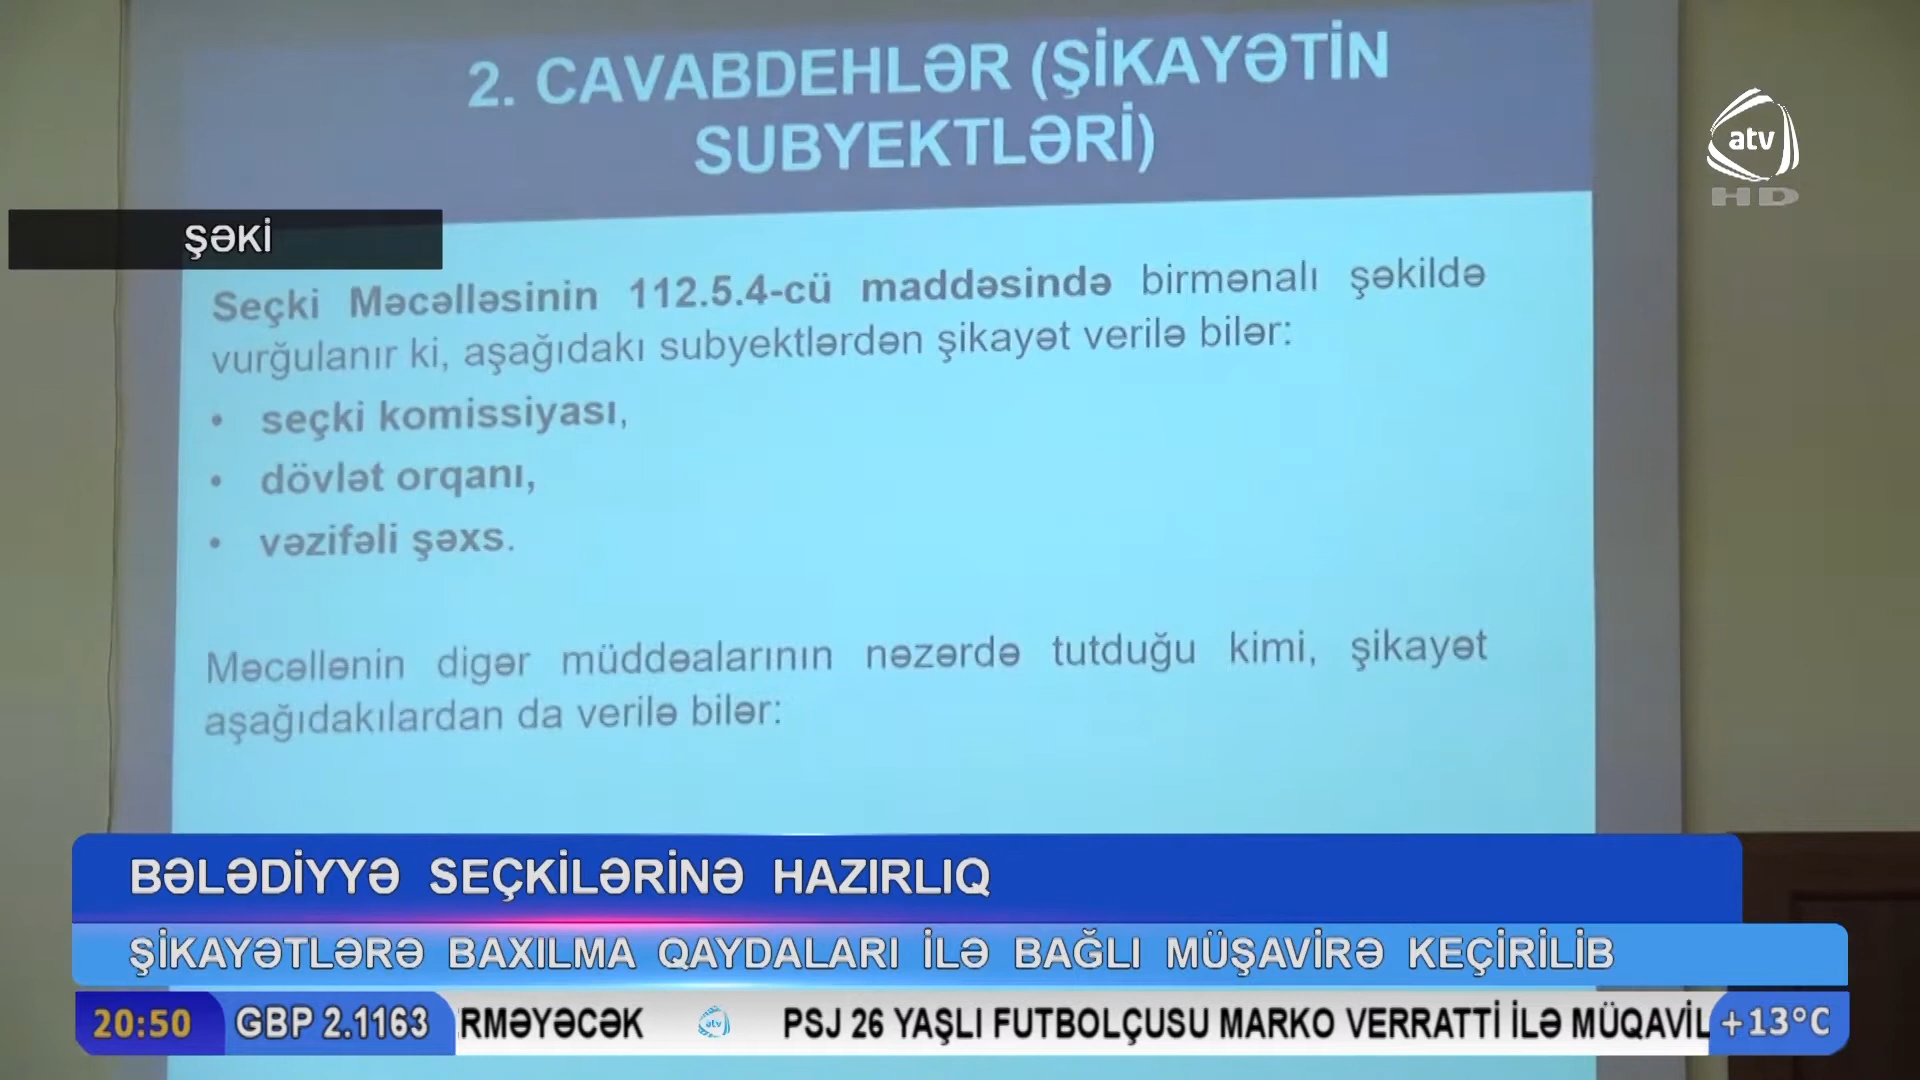 2. CAVABDEHLƏR (ŞİKAYƏTİN
SUBYEKTLƏRİ)
atv
HD
ŞƏKİ
Seçki Məcəlləsinin 112.5.4-cü maddəsində birmənalı şəkildə
vurğulanır ki, aşağıdakı subyektlərdən şikayət verilə bilər:
• seçki komissiyası,
• dövlət orqanı,
• vəzifəli şəxs.
Məcəllənin digər müddəalarının nəzərdə tutduğu kimi, şikayət
aşağıdakılardan da verilə bilər:
BƏLƏDİYYƏ SEÇKİLƏRİNƏ HAZIRLIQ
ŞİKAYƏTLƏRƏ BAXILMA QAYDALARI İLƏ BAĞLI MÜŞAVİRƏ KEÇİRİLİB
20:50 GBP 2.1163 ERMƏYƏCƏK atv PSJ 26 YAŞLI FUTBOLÇUSU MARKO VERRATTİ İLƏ MÜQAVİL +13°C